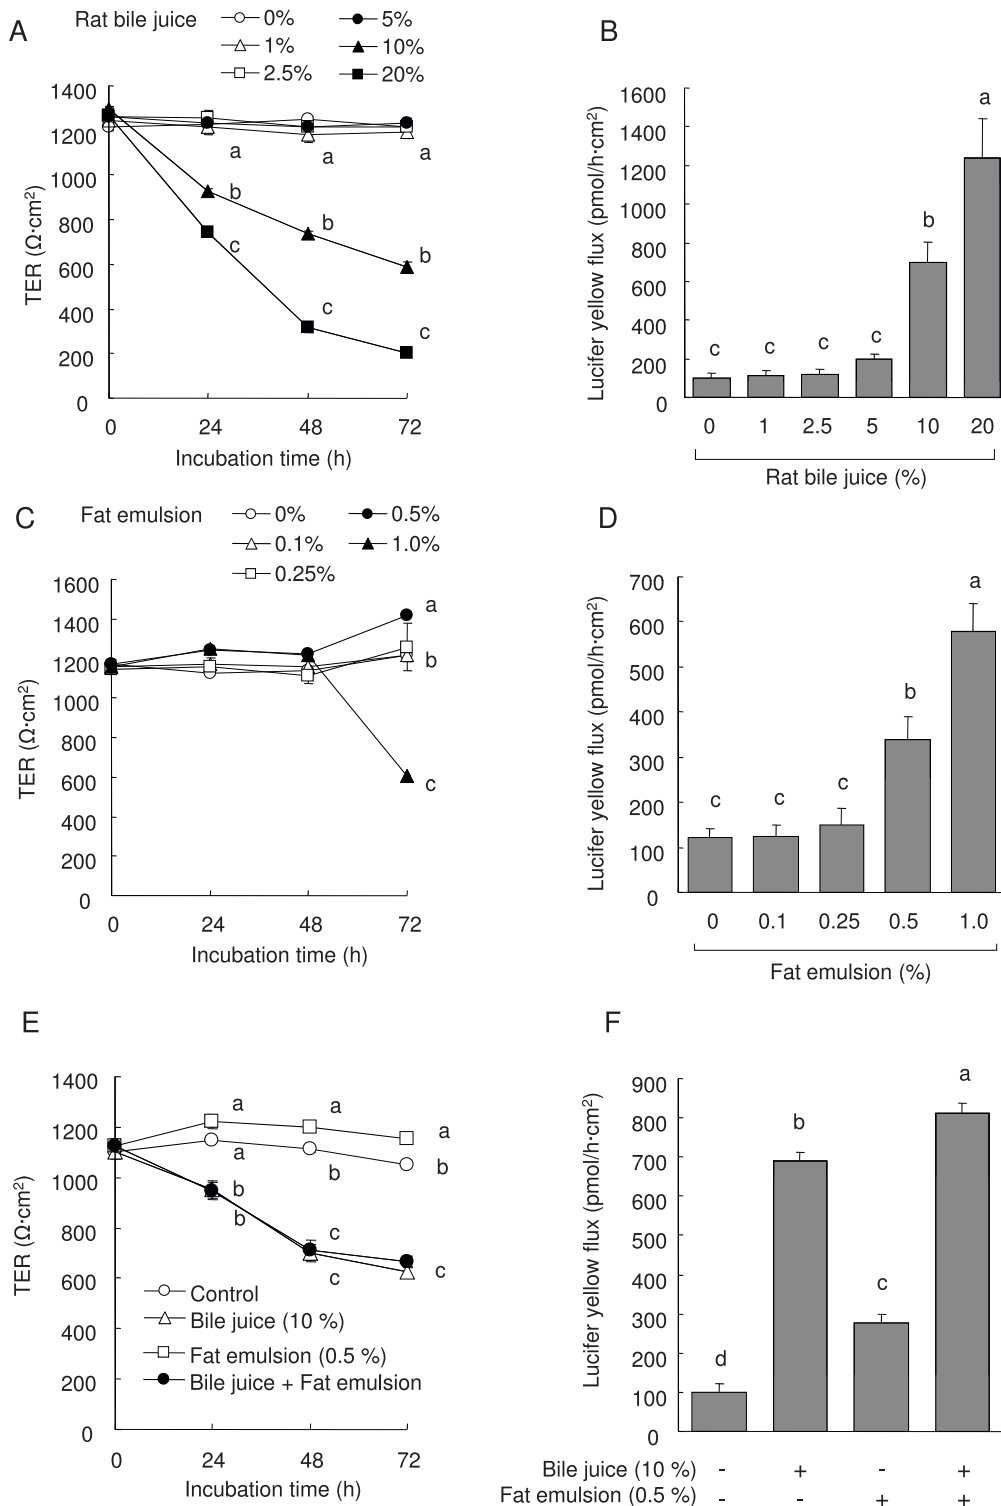 A
Rat bile juice
0%
5%
1%
10%
2.5%
20%
1400
1200
1000
800
600
400
200
0
TER (Ω·cm²)
a
a
a
b
b
b
c
c
c
0
24
48
72
Incubation time (h)
B
1600
1400
1200
1000
800
600
400
200
0
Lucifer yellow flux (pmol/h·cm²)
c
c
c
c
b
a
0
1
2.5
5
10
20
Rat bile juice (%)
C
Fat emulsion
0%
0.5%
0.1%
1.0%
0.25%
1600
1400
1200
1000
800
600
400
200
0
TER (Ω·cm²)
a
b
c
0
24
48
72
Incubation time (h)
D
700
600
500
400
300
200
100
0
Lucifer yellow flux (pmol/h·cm²)
c
c
c
b
a
0
0.1
0.25
0.5
1.0
Fat emulsion (%)
E
1400
1200
1000
800
600
400
200
0
TER (Ω·cm²)
a
a
a
a
b
b
b
b
c
c
c
Control
Bile juice (10 %)
Fat emulsion (0.5 %)
Bile juice + Fat emulsion
0
24
48
72
Incubation time (h)
F
900
800
700
600
500
400
300
200
100
0
Lucifer yellow flux (pmol/h·cm²)
d
b
c
a
Bile juice (10 %) - + - +
Fat emulsion (0.5 %) - - + +